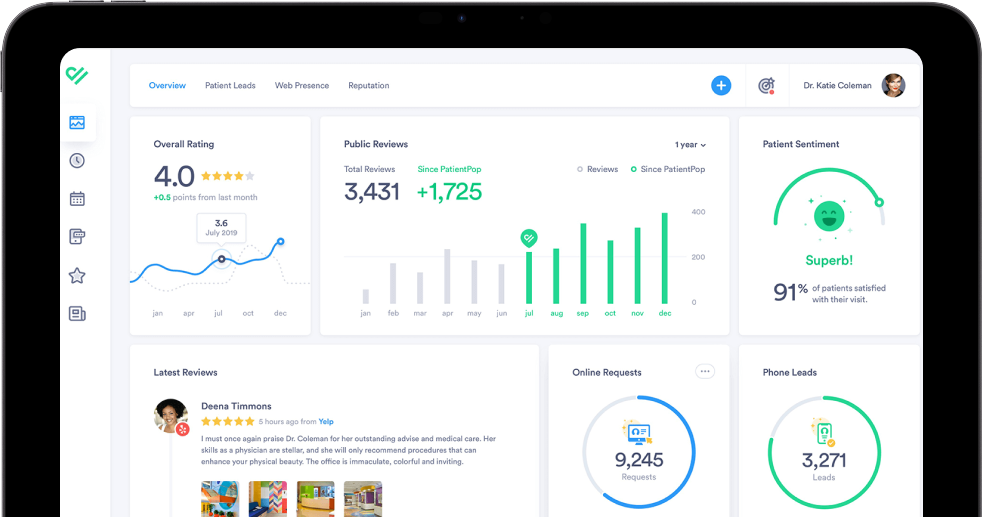 Overview Patient Leads Web Presence Reputation
Dr. Katie Coleman
Overall Rating
4.0
+0.5 points from last month
3.6
July 2019
jan apr jul oct dec
Public Reviews
1 year
Total Reviews
3,431
Since PatientPop
+1,725
Reviews Since PatientPop
400
200
0
jan feb mar apr may jun jul aug sep oct nov dec
Patient Sentiment
Superb!
91% of patients satisfied
with their visit.
Latest Reviews
Deena Timmons
5 hours ago from Yelp
I must once again praise Dr. Coleman for her outstanding advise and medical care. Her
skills as a physician are stellar, and she will only recommend procedures that can
enhance your physical beauty. The office is immaculate, colorful and inviting.
Online Requests
9,245
Requests
Phone Leads
3,271
Leads